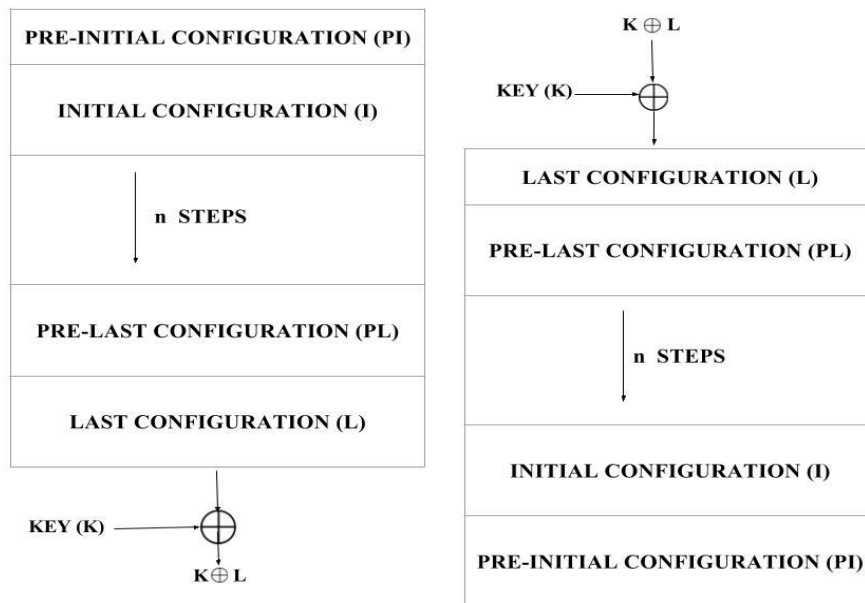 PRE-INITIAL CONFIGURATION (PI)
INITIAL CONFIGURATION (I)
n STEPS
PRE-LAST CONFIGURATION (PL)
LAST CONFIGURATION (L)
KEY (K)
K ⊕ L
K ⊕ L
KEY (K)
LAST CONFIGURATION (L)
PRE-LAST CONFIGURATION (PL)
n STEPS
INITIAL CONFIGURATION (I)
PRE-INITIAL CONFIGURATION (PI)